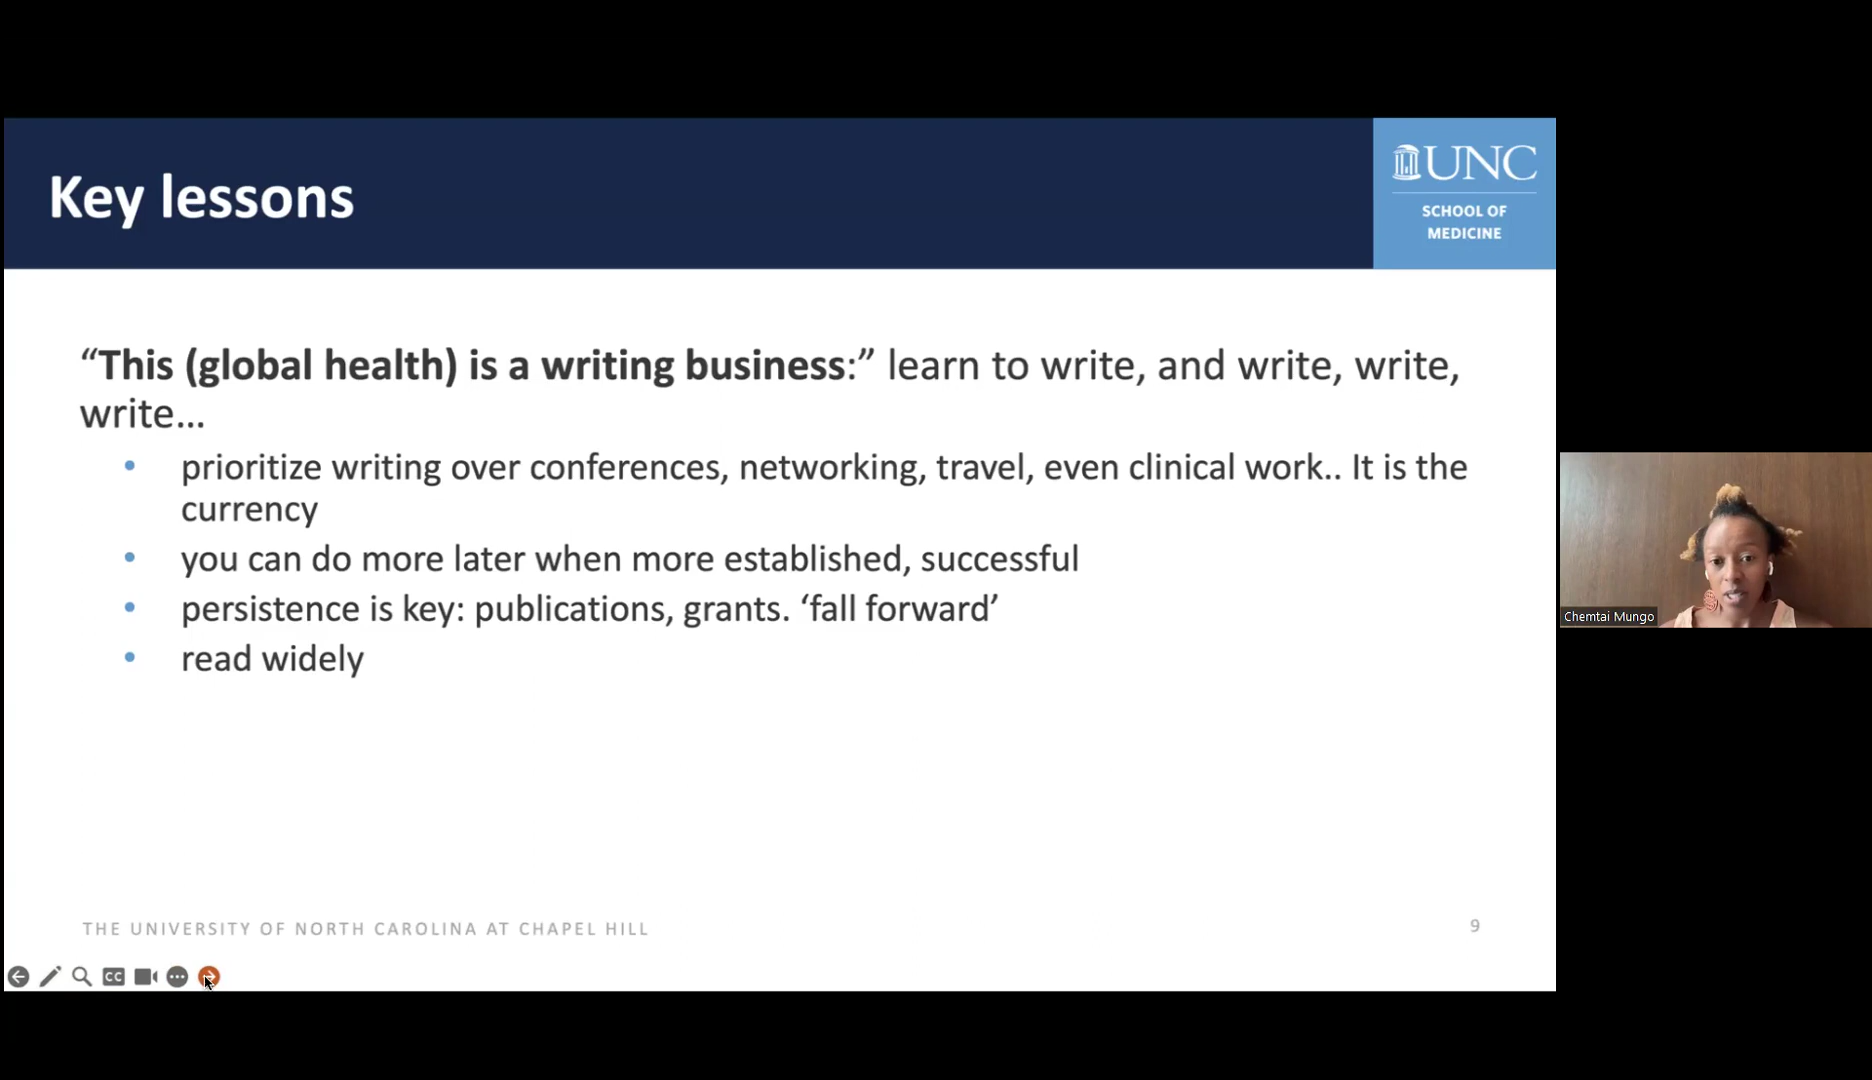 Key lessons
UNC
SCHOOL OF
MEDICINE
“This (global health) is a writing business:” learn to write, and write, write,
write...
• prioritize writing over conferences, networking, travel, even clinical work.. It is the
currency
• you can do more later when more established, successful
• persistence is key: publications, grants. ‘fall forward’
• read widely
Chemtai Mungo
THE UNIVERSITY OF NORTH CAROLINA AT CHAPEL HILL
9
CC